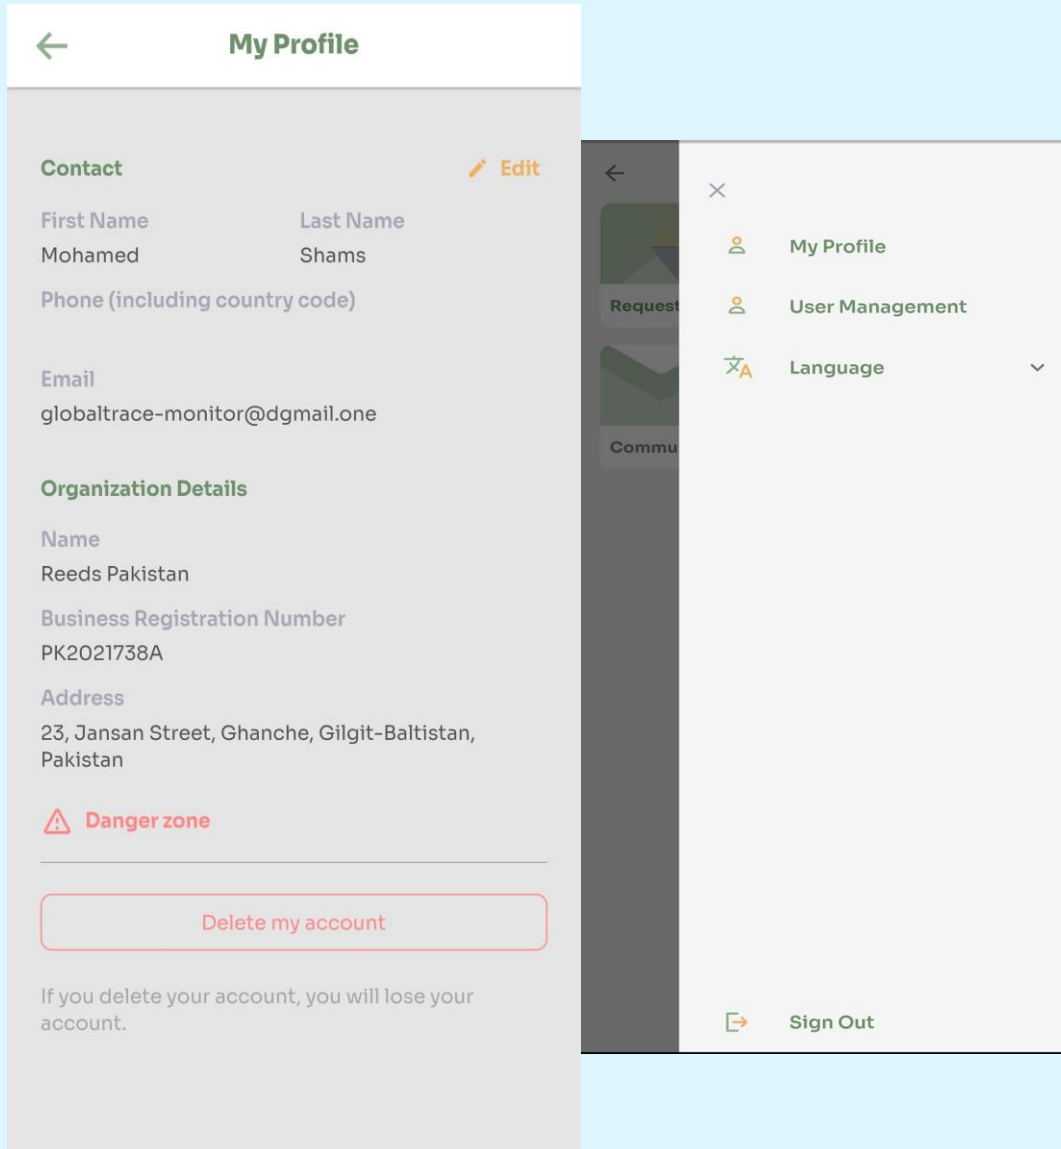 My Profile
Contact
Edit
First Name
Last Name
Mohamed
Shams
Phone (including country code)
Email
globaltrace-monitor@dgmail.one
Organization Details
Name
Reeds Pakistan
Business Registration Number
PK2021738A
Address
23, Jansan Street, Ghanche, Gilgit-Baltistan,
Pakistan
Danger zone
Delete my account
If you delete your account, you will lose your
account.
Request
Commu
My Profile
User Management
Language
Sign Out